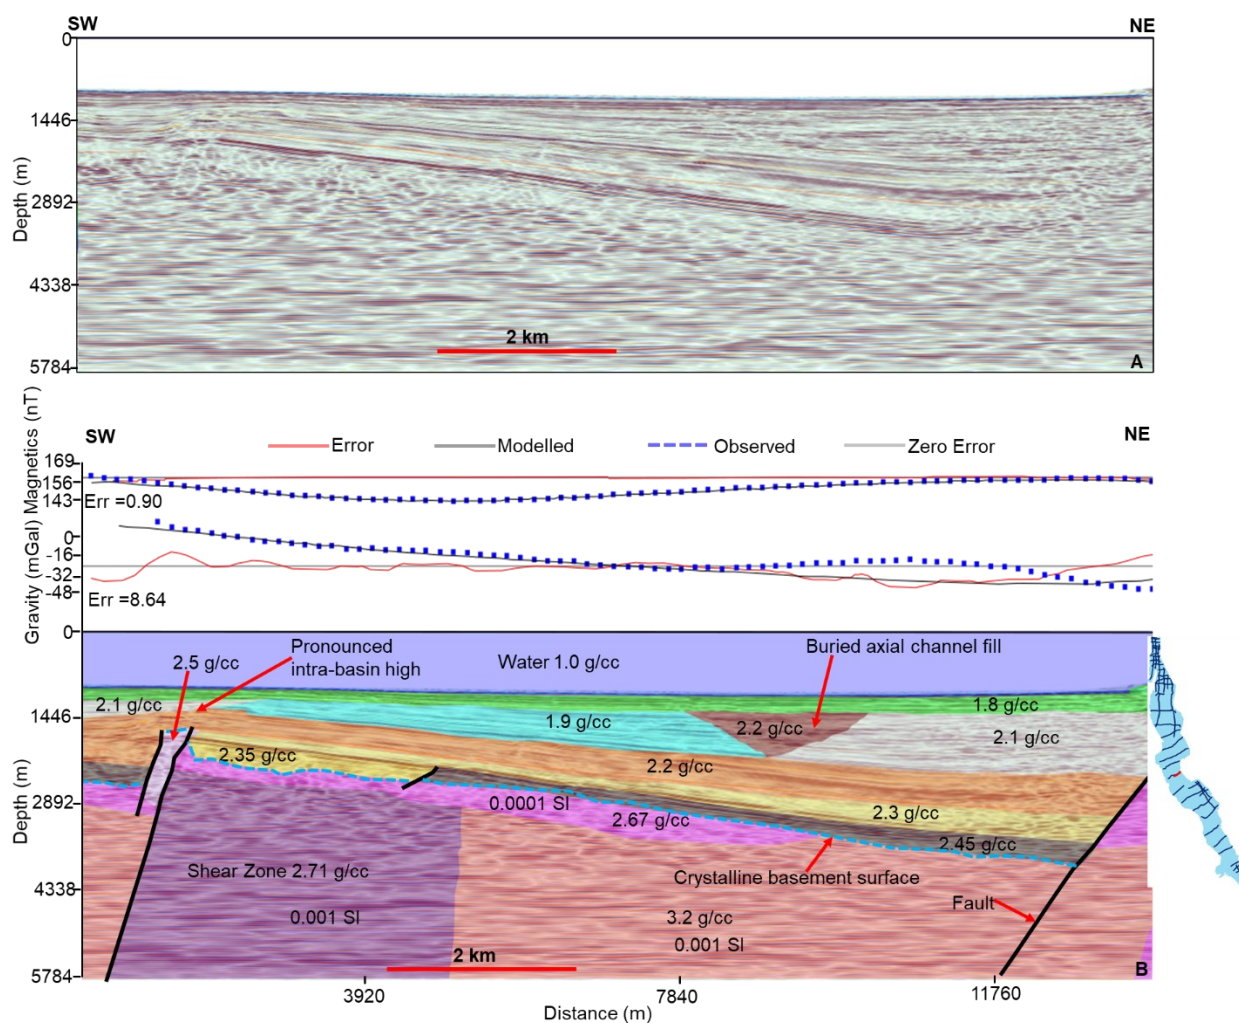 SW
NE
0
1446
2892
4338
5784
Depth (m)
2 km
A
SW
NE
Error
Modelled
Observed
Zero Error
Gravity (mGal) Magnetics (nT)
169
156
143
Err =0.90
0
-16
-32
-48
Err =8.64
0
1446
2892
4338
5784
Depth (m)
Pronounced
intra-basin high
2.5 g/cc
Water 1.0 g/cc
Buried axial channel fill
2.1 g/cc
1.8 g/cc
1.9 g/cc
2.2 g/cc
2.1 g/cc
2.35 g/cc
2.2 g/cc
0.0001 SI
2.67 g/cc
2.3 g/cc
2.45 g/cc
Shear Zone 2.71 g/cc
Crystalline basement surface
0.001 SI
3.2 g/cc
0.001 SI
Fault
2 km
B
3920
7840
11760
Distance (m)